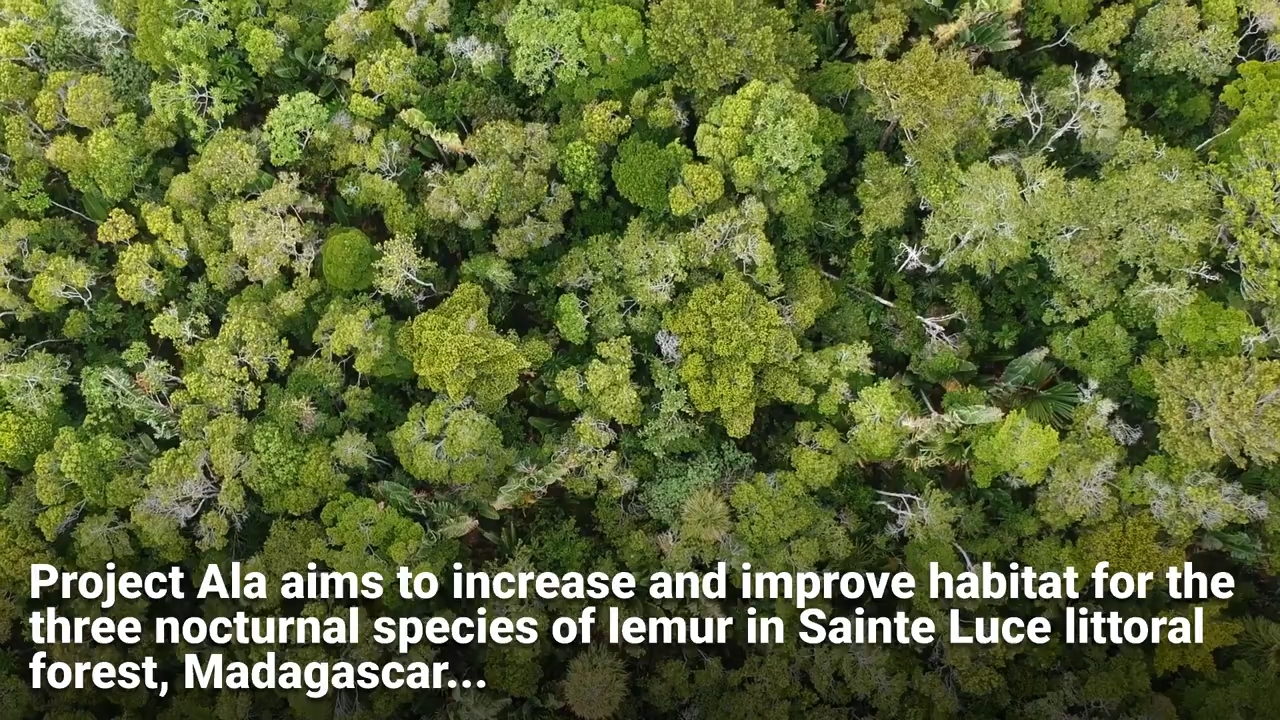 Project Ala aims to increase and improve habitat for the
three nocturnal species of lemur in Sainte Luce littoral
forest, Madagascar...